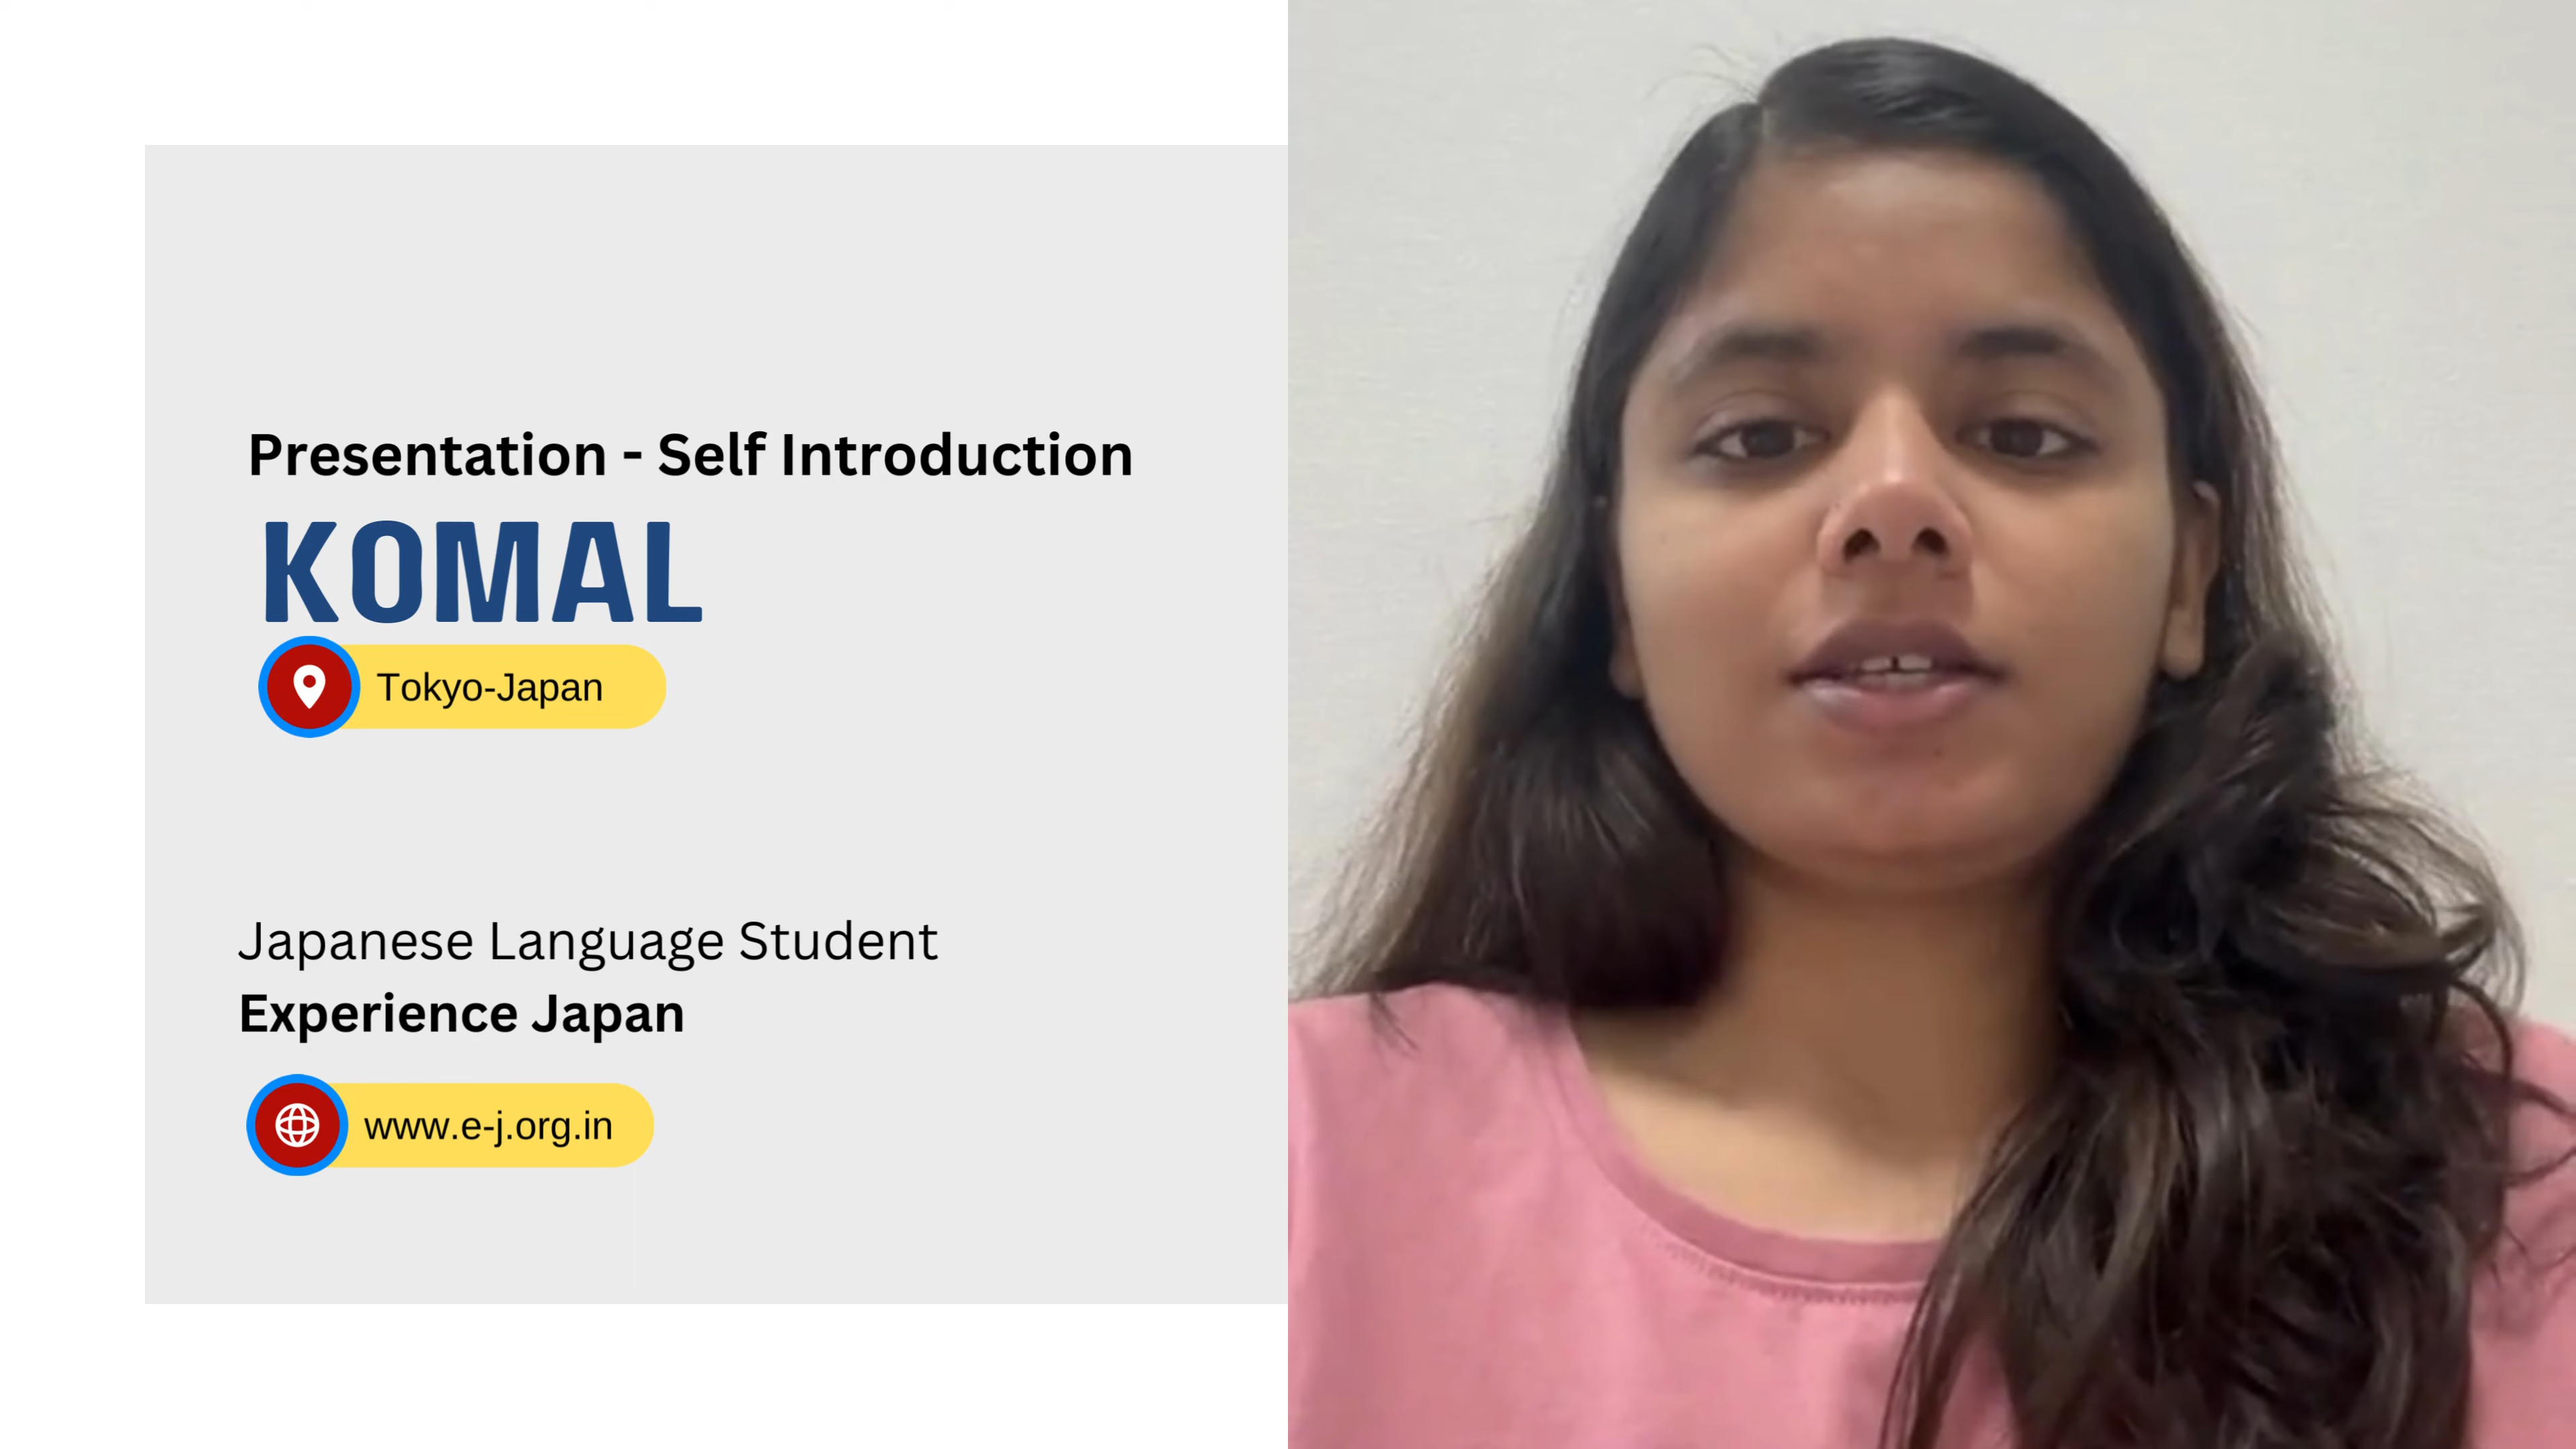 Presentation - Self Introduction
KOMAL
Tokyo-Japan
Japanese Language Student
Experience Japan
www.e-j.org.in